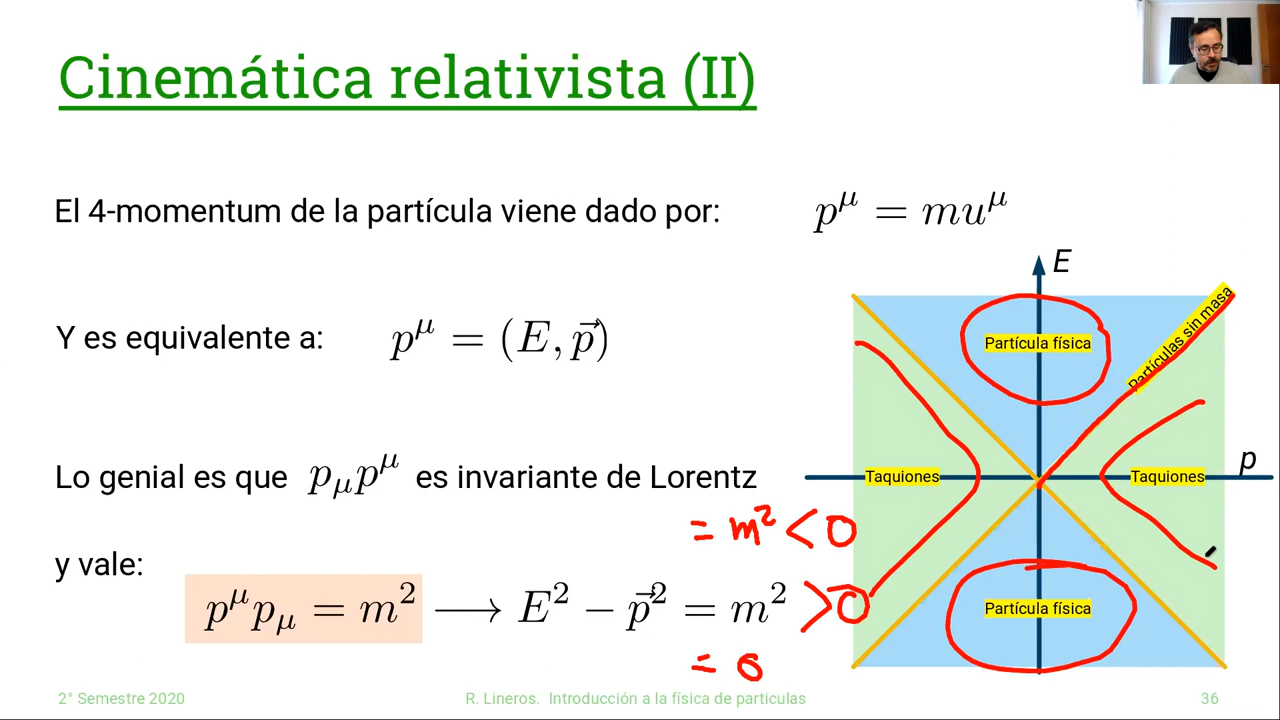 Cinemática relativista (II)
El 4-momentum de la partícula viene dado por: p^μ = mu^μ
E
Partículas sin masa
Partícula física
Y es equivalente a: p^μ = (E, p⃗)
p
Taquiones
Taquiones
Lo genial es que p_μ p^μ es invariante de Lorentz
= m² < 0
y vale:
p^μ p_μ = m² ⟶ E² − p⃗² = m² > 0
Partícula física
= 0
2° Semestre 2020
R. Lineros. Introducción a la física de particulas
36